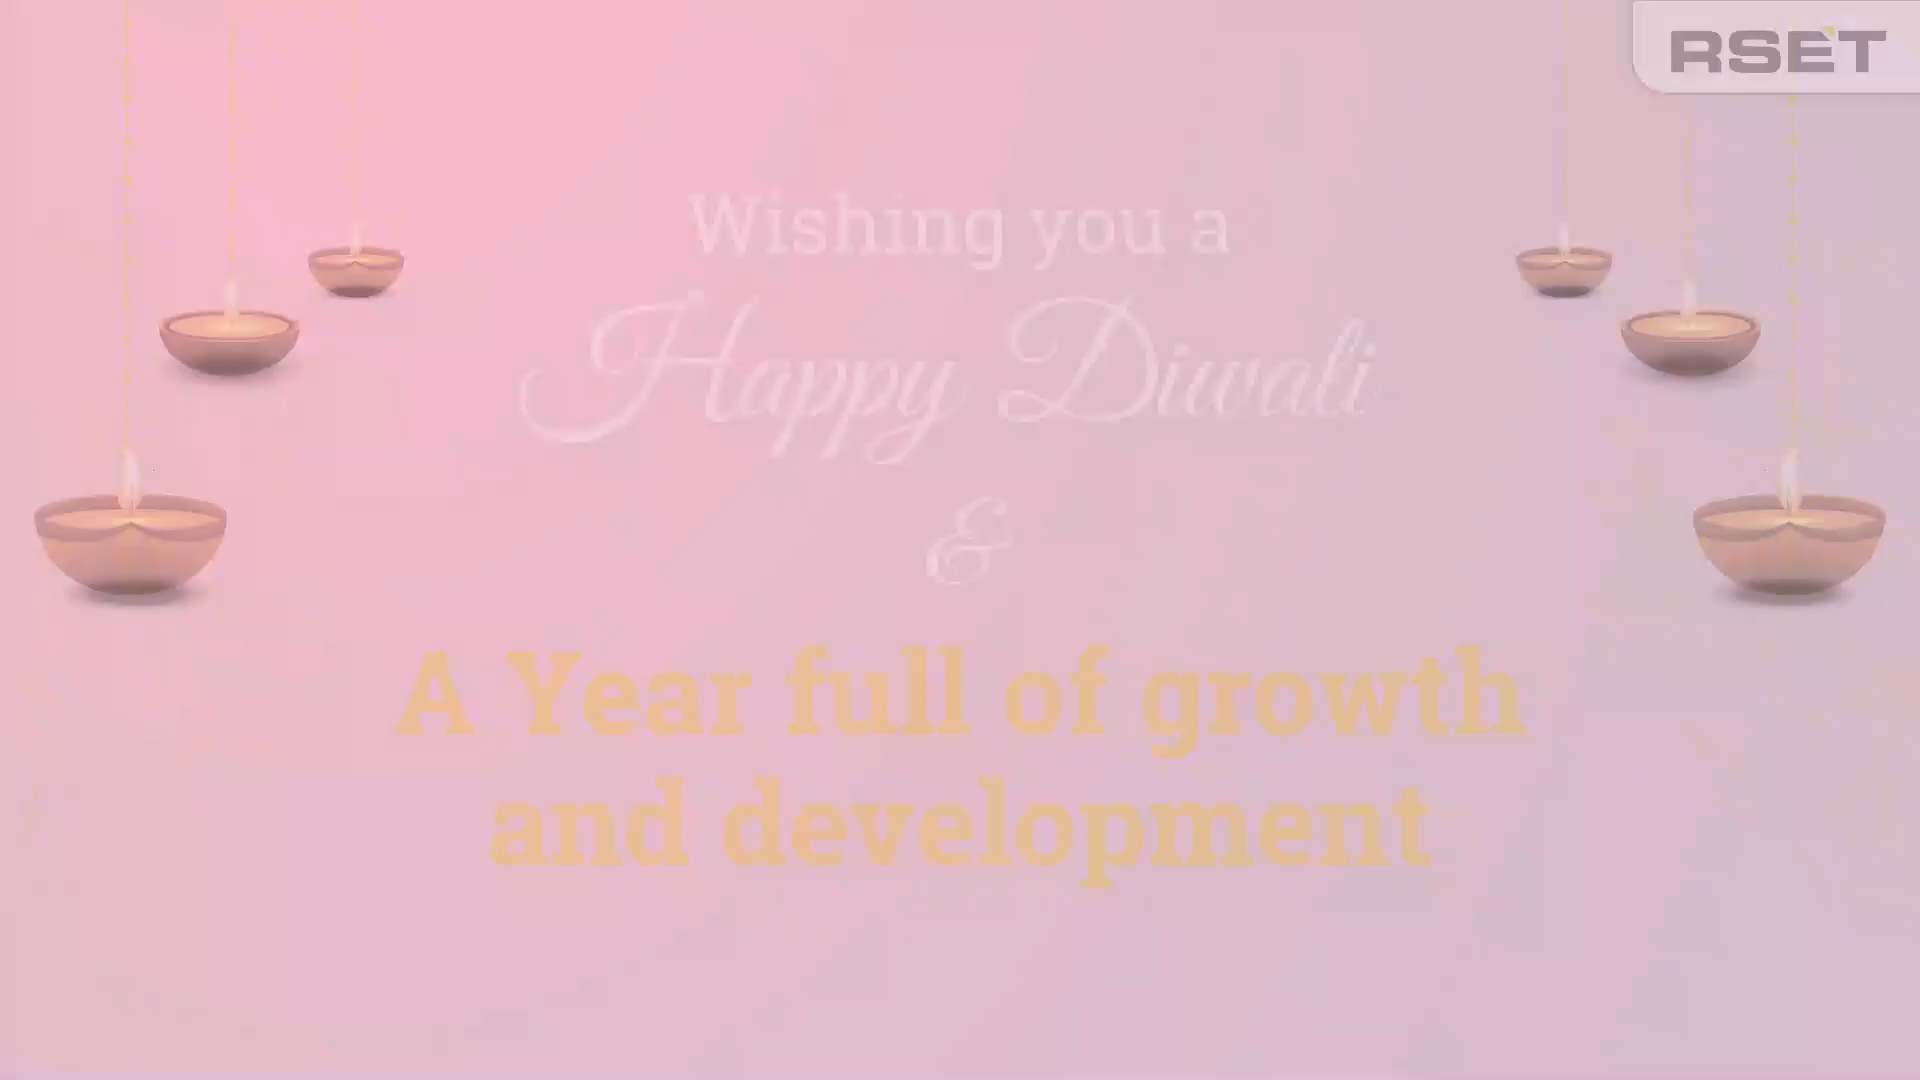 RSET
Wishing you a
Happy Diwali
&
A Year full of growth
and development